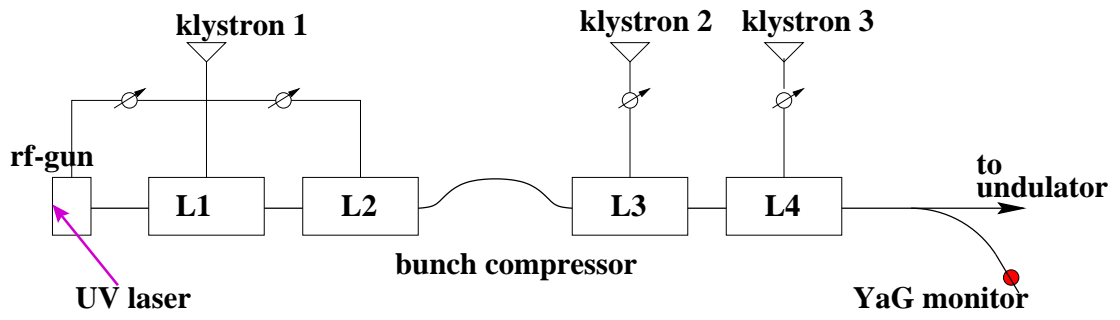 klystron 1
klystron 2
klystron 3
rf-gun
L1
L2
L3
L4
to
undulator
bunch compressor
UV laser
YaG monitor